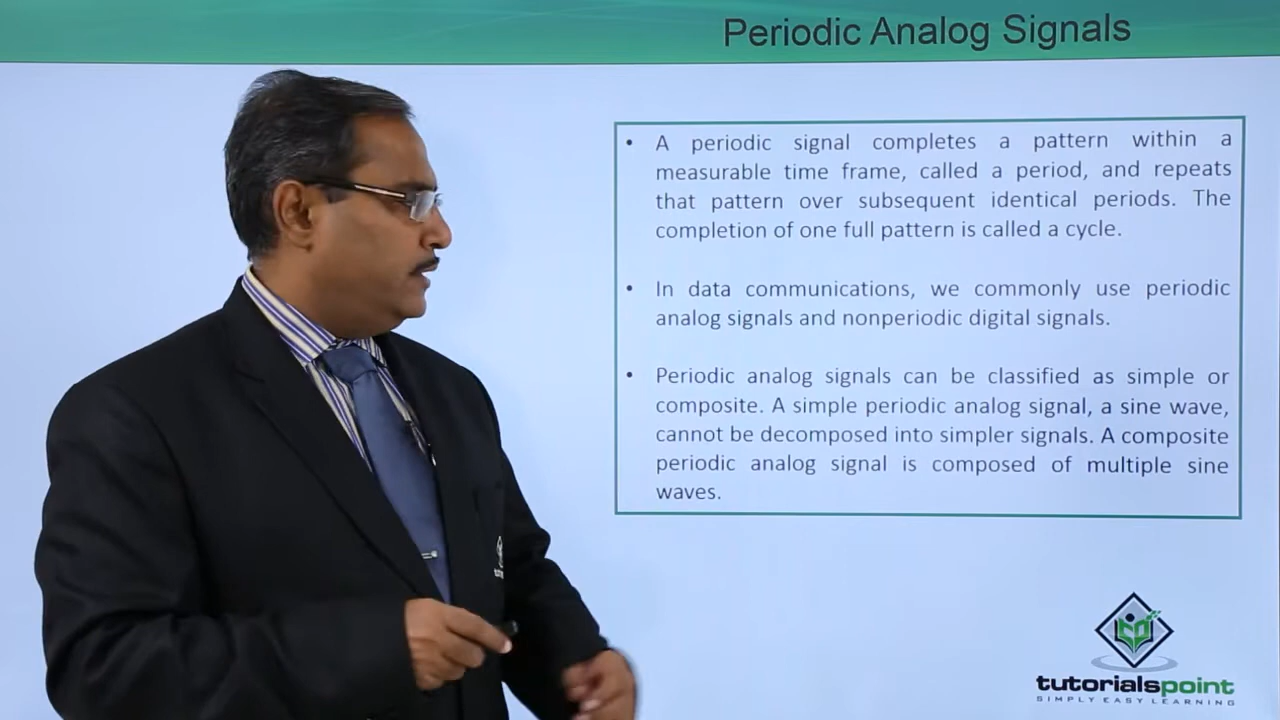 Periodic Analog Signals
• A periodic signal completes a pattern within a
measurable time frame, called a period, and repeats
that pattern over subsequent identical periods. The
completion of one full pattern is called a cycle.
• In data communications, we commonly use periodic
analog signals and nonperiodic digital signals.
• Periodic analog signals can be classified as simple or
composite. A simple periodic analog signal, a sine wave,
cannot be decomposed into simpler signals. A composite
periodic analog signal is composed of multiple sine
waves.
tutorialspoint
SIMPLY EASY LEARNING